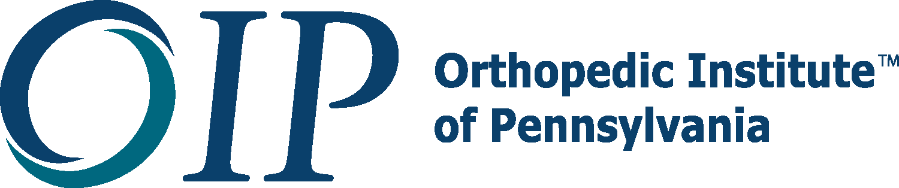 OIP
Orthopedic Institute™
of Pennsylvania